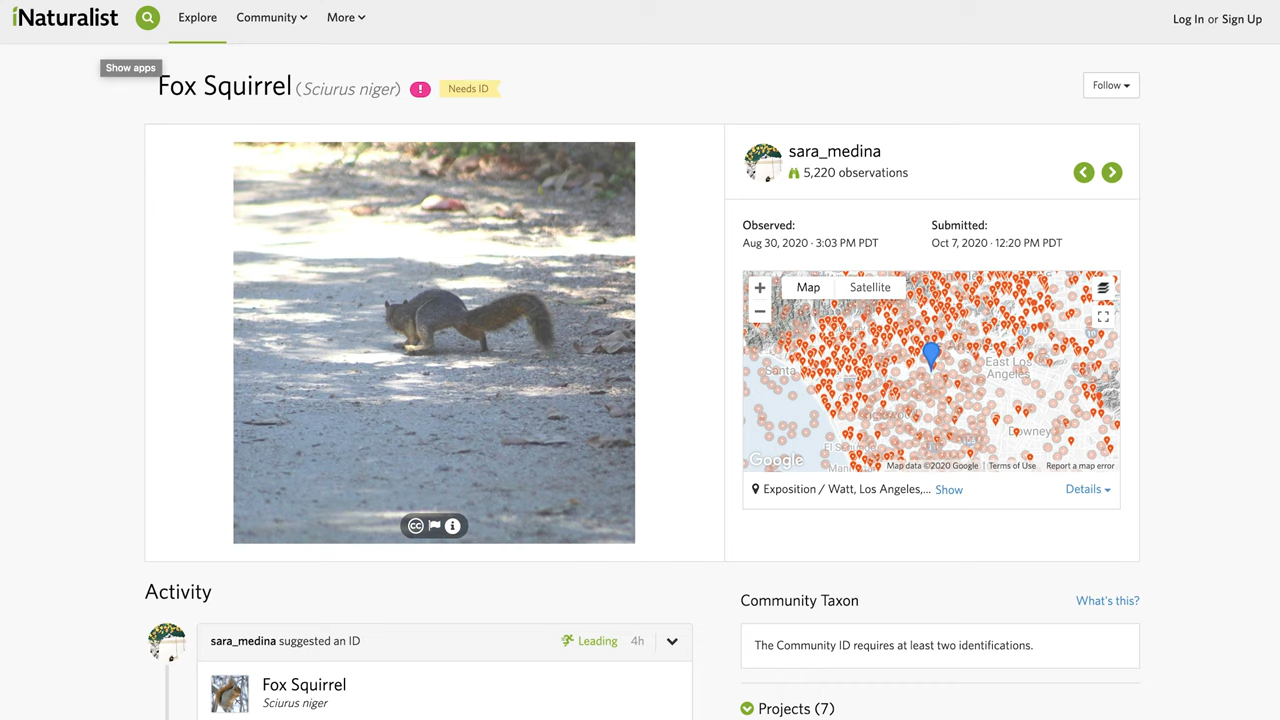 iNaturalist
Explore
Community
More
Log In or Sign Up
Show apps
Fox Squirrel (Sciurus niger) ! Needs ID
Follow
sara_medina
5,220 observations
Observed:
Aug 30, 2020 · 3:03 PM PDT
Submitted:
Oct 7, 2020 · 12:20 PM PDT
Map
Satellite
Santa
East Los
Angeles
Downey
Google
Map data ©2020 Google
Terms of Use
Report a map error
Exposition / Watt, Los Angeles,... Show
Details
cc
Activity
sara_medina suggested an ID
Leading
4h
Fox Squirrel
Sciurus niger
Community Taxon
What's this?
The Community ID requires at least two identifications.
Projects (7)